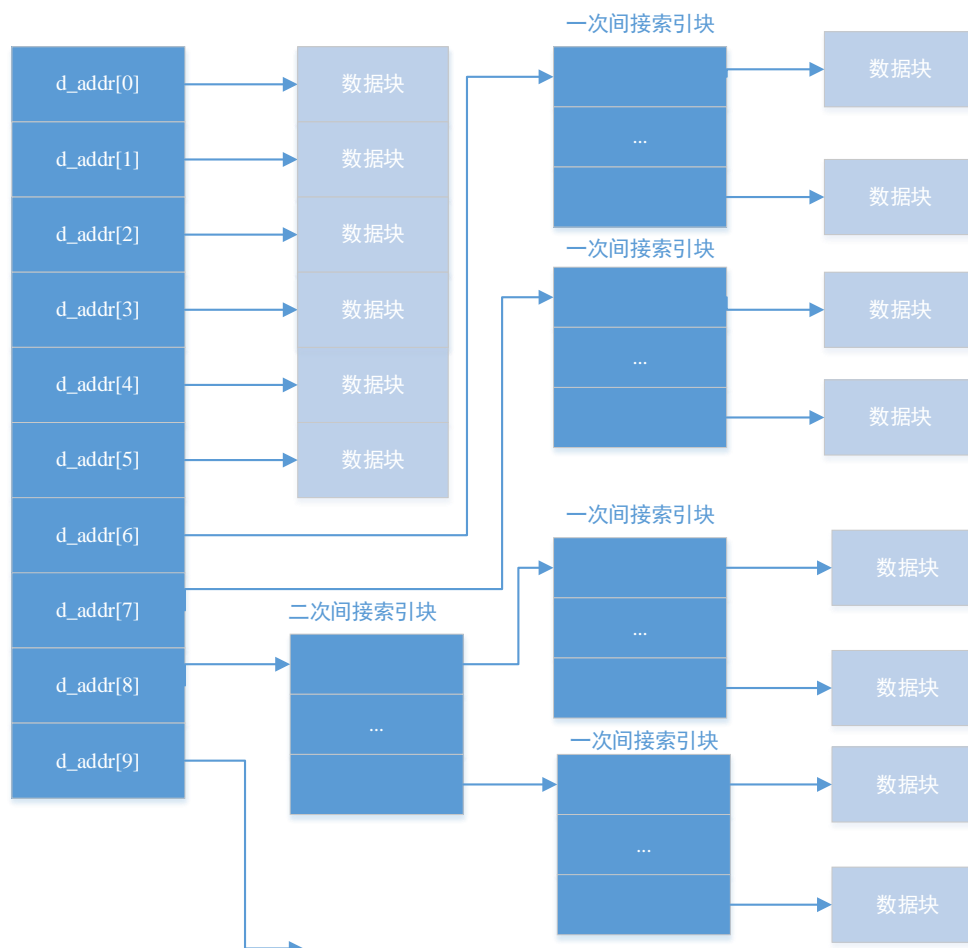 一次间接索引块
d_addr[0]
数据块
数据块
d_addr[1]
数据块
...
d_addr[2]
数据块
数据块
一次间接索引块
d_addr[3]
数据块
数据块
d_addr[4]
数据块
...
数据块
d_addr[5]
数据块
d_addr[6]
一次间接索引块
数据块
d_addr[7]
二次间接索引块
...
d_addr[8]
数据块
...
d_addr[9]
一次间接索引块
数据块
...
数据块